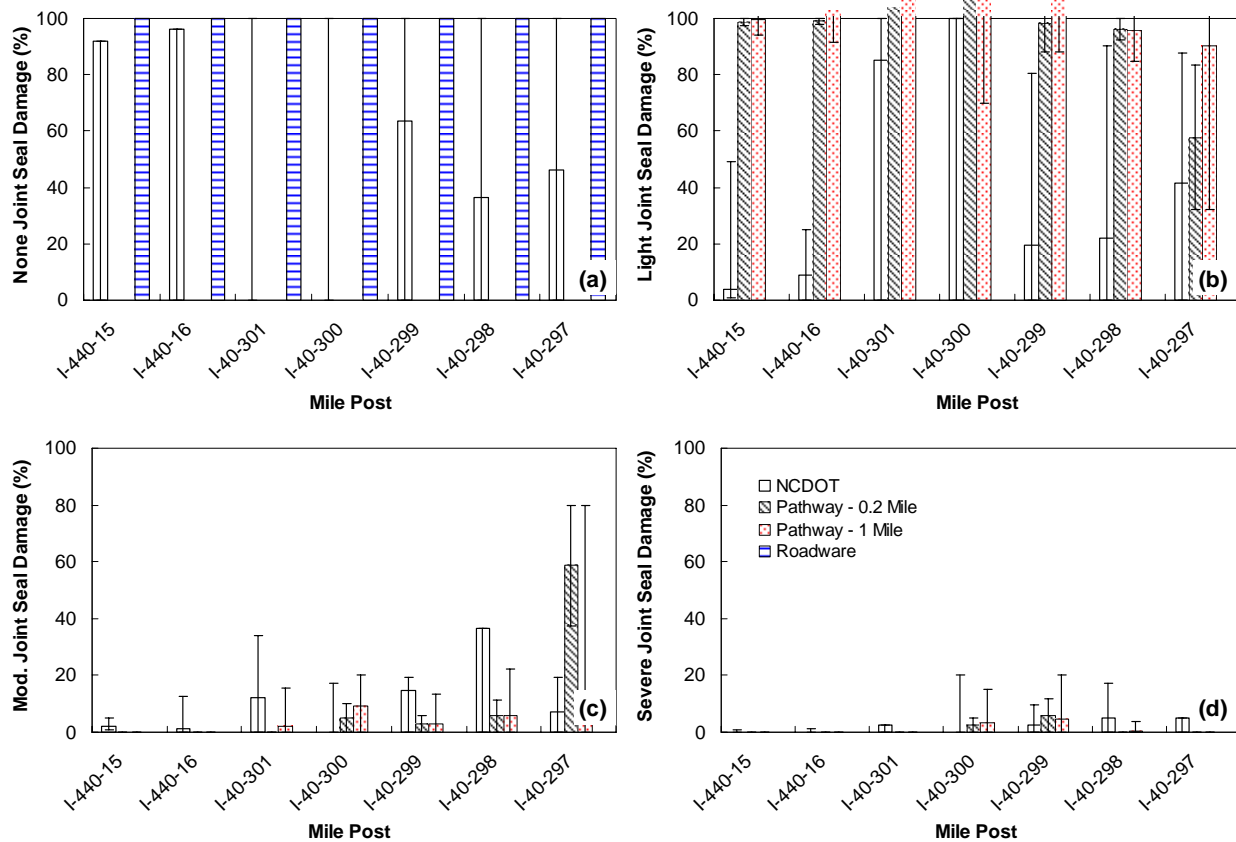 None Joint Seal Damage (%)
100
80
60
40
20
0
(a)
I-440-15
I-440-16
I-40-301
I-40-300
I-40-299
I-40-298
I-40-297
Mile Post
Light Joint Seal Damage (%)
100
80
60
40
20
0
(b)
I-440-15
I-440-16
I-40-301
I-40-300
I-40-299
I-40-298
I-40-297
Mile Post
Mod. Joint Seal Damage (%)
100
80
60
40
20
0
(c)
I-440-15
I-440-16
I-40-301
I-40-300
I-40-299
I-40-298
I-40-297
Mile Post
Severe Joint Seal Damage (%)
100
80
60
40
20
0
NCDOT
Pathway - 0.2 Mile
Pathway - 1 Mile
Roadware
(d)
I-440-15
I-440-16
I-40-301
I-40-300
I-40-299
I-40-298
I-40-297
Mile Post